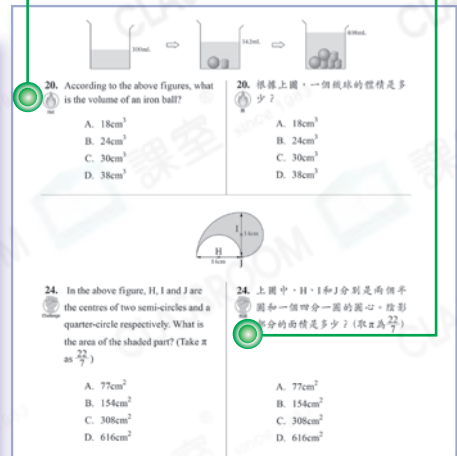 300mL
342mL
20. According to the above figures, what
is the volume of an iron ball?
A. 18cm³
B. 24cm³
C. 30cm³
D. 38cm³
20. 根據上圖，一個鐵球的體積是多
少？
A. 18cm³
B. 24cm³
C. 30cm³
D. 38cm³
I
14cm
H
14cm
J
24. In the above figure, H, I and J are
the centres of two semi-circles and a
quarter-circle respectively. What is
the area of the shaded part? (Take π
as 22/7)
Challenge
A. 77cm²
B. 154cm²
C. 308cm²
D. 616cm²
24. 上圖中，H、I和J分別是兩個半
圓和一個四分一圓的圓心。陰影
部分的面積是多少？(取π為22/7)
A. 77cm²
B. 154cm²
C. 308cm²
D. 616cm²
課室